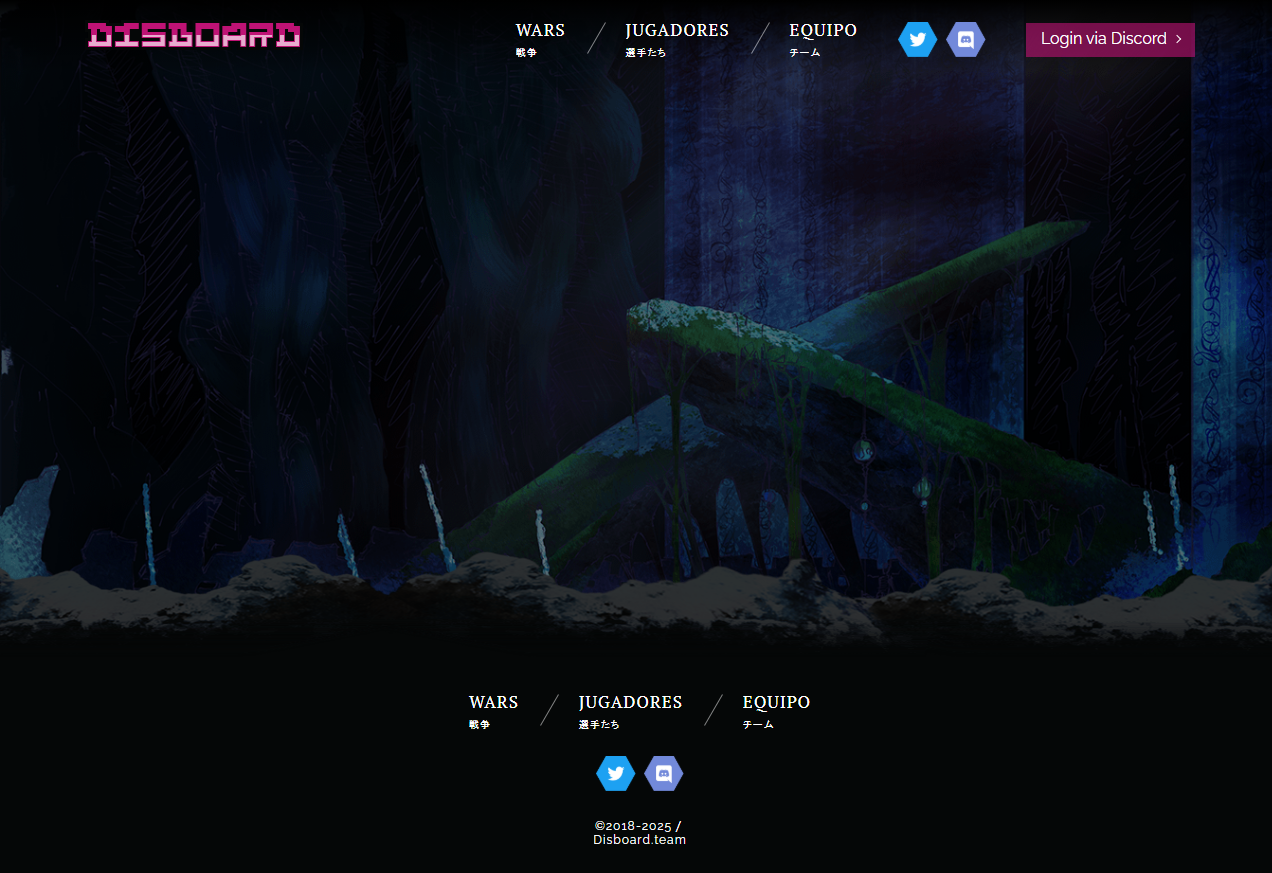 DISBOARD
WARS
戦争
JUGADORES
選手たち
EQUIPO
チーム
Login via Discord
WARS
戦争
JUGADORES
選手たち
EQUIPO
チーム
©2018-2025 /
Disboard.team